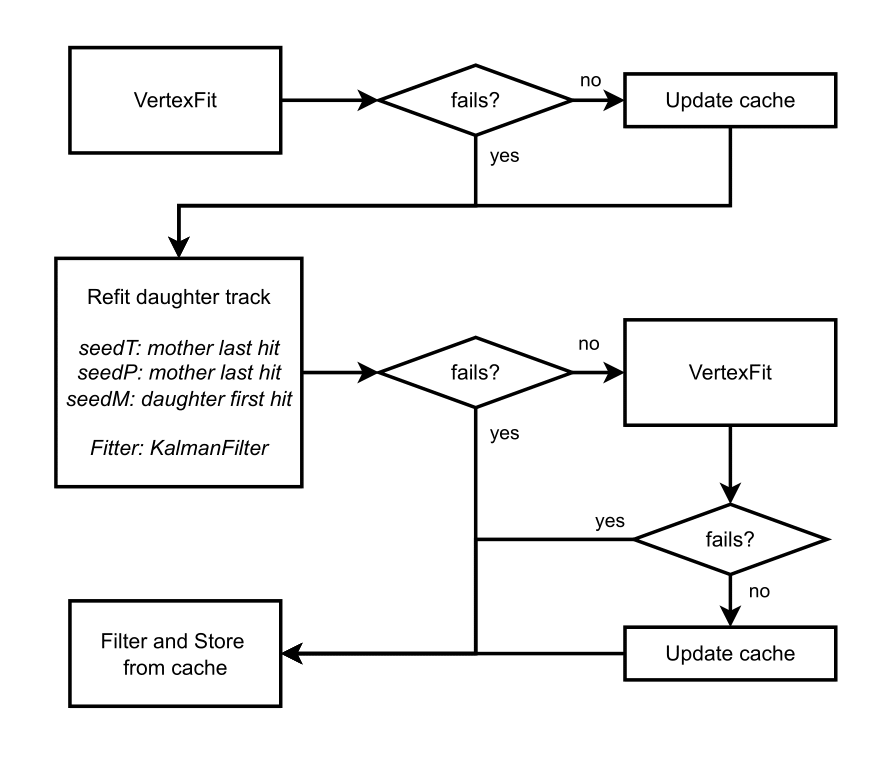 VertexFit
fails?
no
Update cache
yes
Refit daughter track
seedT: mother last hit
seedP: mother last hit
seedM: daughter first hit
Fitter: KalmanFilter
fails?
no
VertexFit
yes
yes
fails?
no
Filter and Store
from cache
Update cache